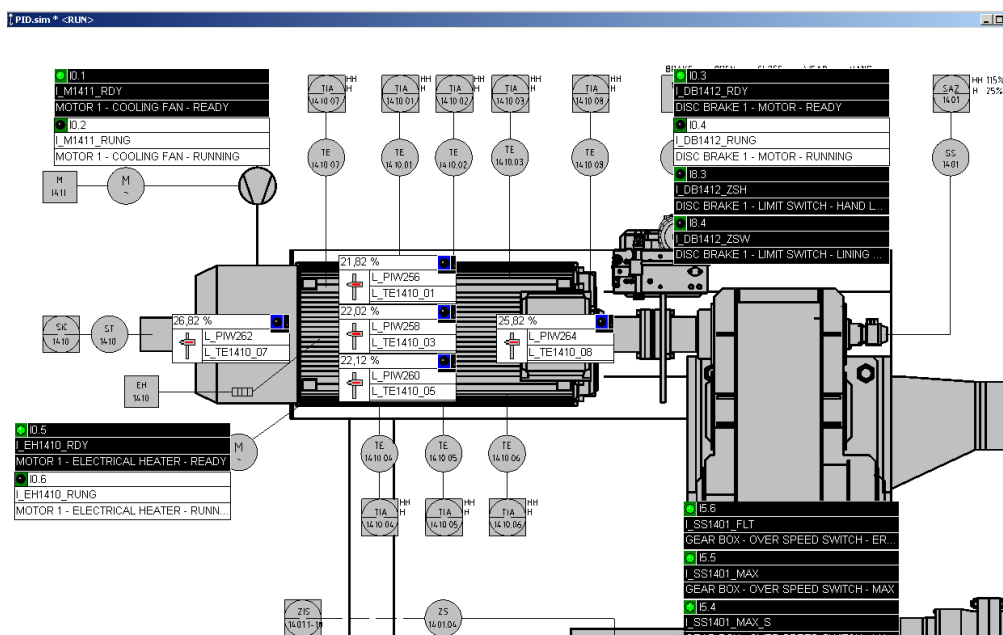 PID.sim * <RUN>
I0.1
I_M1411_RDY
MOTOR 1 - COOLING FAN - READY
I0.2
I_M1411_RUNG
MOTOR 1 - COOLING FAN - RUNNING
M
1411
M
~
TIA
1410 07
HH
H
TIA
1410 01
HH
H
TIA
1410 02
HH
H
TIA
1410 03
HH
H
TIA
1410 08
HH
H
TE
1410 07
TE
1410.01
TE
1410.02
TE
1410.03
TE
1410 08
I0.3
I_DB1412_RDY
DISC BRAKE 1 - MOTOR - READY
I0.4
I_DB1412_RUNG
DISC BRAKE 1 - MOTOR - RUNNING
I8.3
I_DB1412_ZSH
DISC BRAKE 1 - LIMIT SWITCH - HAND L...
I8.4
I_DB1412_ZSW
DISC BRAKE 1 - LIMIT SWITCH - LINING ...
SAZ
1401
HH 115%
H 25%
SS
1401
21,82 %
L_PIW256
L_TE1410_01
22,02 %
L_PIW258
L_TE1410_03
22,12 %
L_PIW260
L_TE1410_05
26,82 %
L_PIW262
L_TE1410_07
25,82 %
L_PIW264
L_TE1410_08
SIC
1410
ST
1410
EH
1410
I0.5
I_EH1410_RDY
MOTOR 1 - ELECTRICAL HEATER - READY
I0.6
I_EH1410_RUNG
MOTOR 1 - ELECTRICAL HEATER - RUNN...
M
~
TE
1410 04
TE
1410 05
TE
1410 06
TIA
1410 04
HH
H
TIA
1410 05
HH
H
TIA
1410.06
HH
H
I5.6
I_SS1401_FLT
GEAR BOX - OVER SPEED SWITCH - ER...
I5.5
I_SS1401_MAX
GEAR BOX - OVER SPEED SWITCH - MAX
I5.4
I_SS1401_MAX_S
ZIS
ZS
1401.04